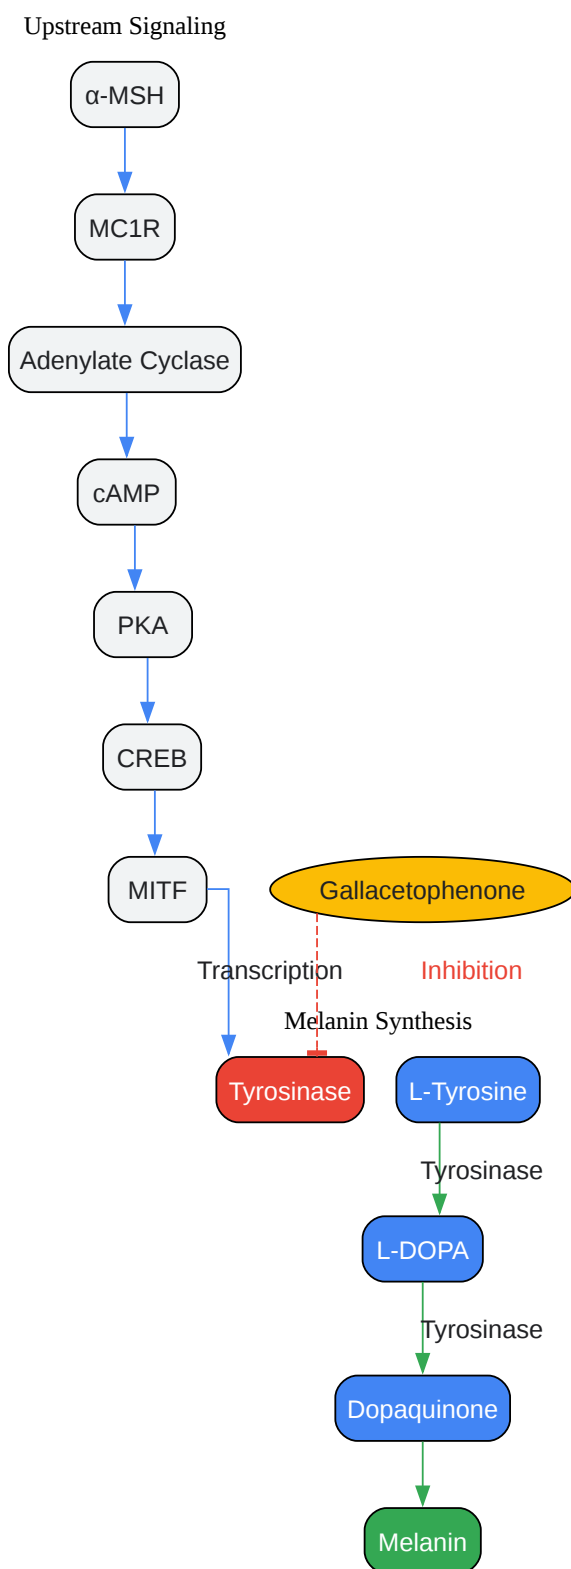 Upstream Signaling
α-MSH
MC1R
Adenylate Cyclase
cAMP
PKA
CREB
MITF
Gallacetophenone
Transcription
Inhibition
Melanin Synthesis
Tyrosinase
L-Tyrosine
Tyrosinase
L-DOPA
Tyrosinase
Dopaquinone
Melanin